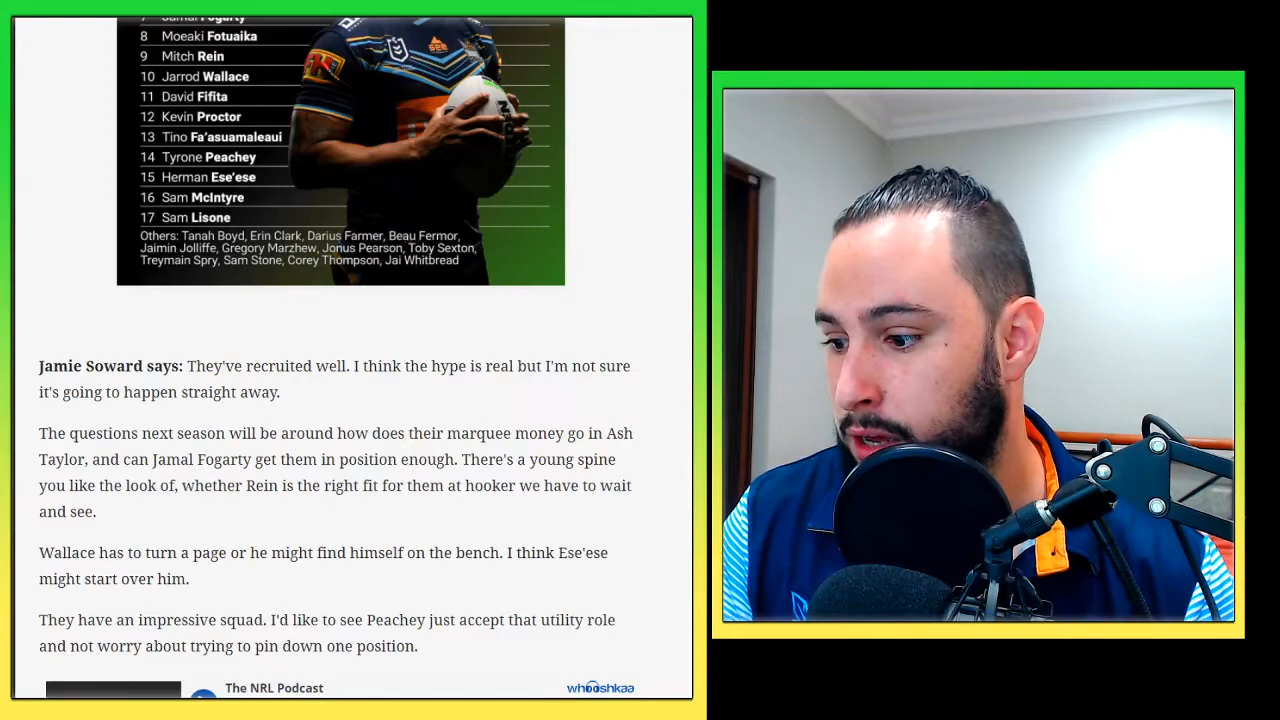 Fogarty
8 Moeaki Fotuaika
9 Mitch Rein
10 Jarrod Wallace
11 David Fifita
12 Kevin Proctor
13 Tino Fa'asuamaleaui
14 Tyrone Peachey
15 Herman Ese'ese
16 Sam McIntyre
17 Sam Lisone
Others: Tanah Boyd, Erin Clark, Darius Farmer, Beau Fermor,
Jaimin Jolliffe, Gregory Marzhew, Jonus Pearson, Toby Sexton,
Treymain Spry, Sam Stone, Corey Thompson, Jai Whitbread
see
Jamie Soward says: They've recruited well. I think the hype is real but I'm not sure
it's going to happen straight away.
The questions next season will be around how does their marquee money go in Ash
Taylor, and can Jamal Fogarty get them in position enough. There's a young spine
you like the look of, whether Rein is the right fit for them at hooker we have to wait
and see.
Wallace has to turn a page or he might find himself on the bench. I think Ese'ese
might start over him.
They have an impressive squad. I'd like to see Peachey just accept that utility role
and not worry about trying to pin down one position.
The NRL Podcast
whooshkaa